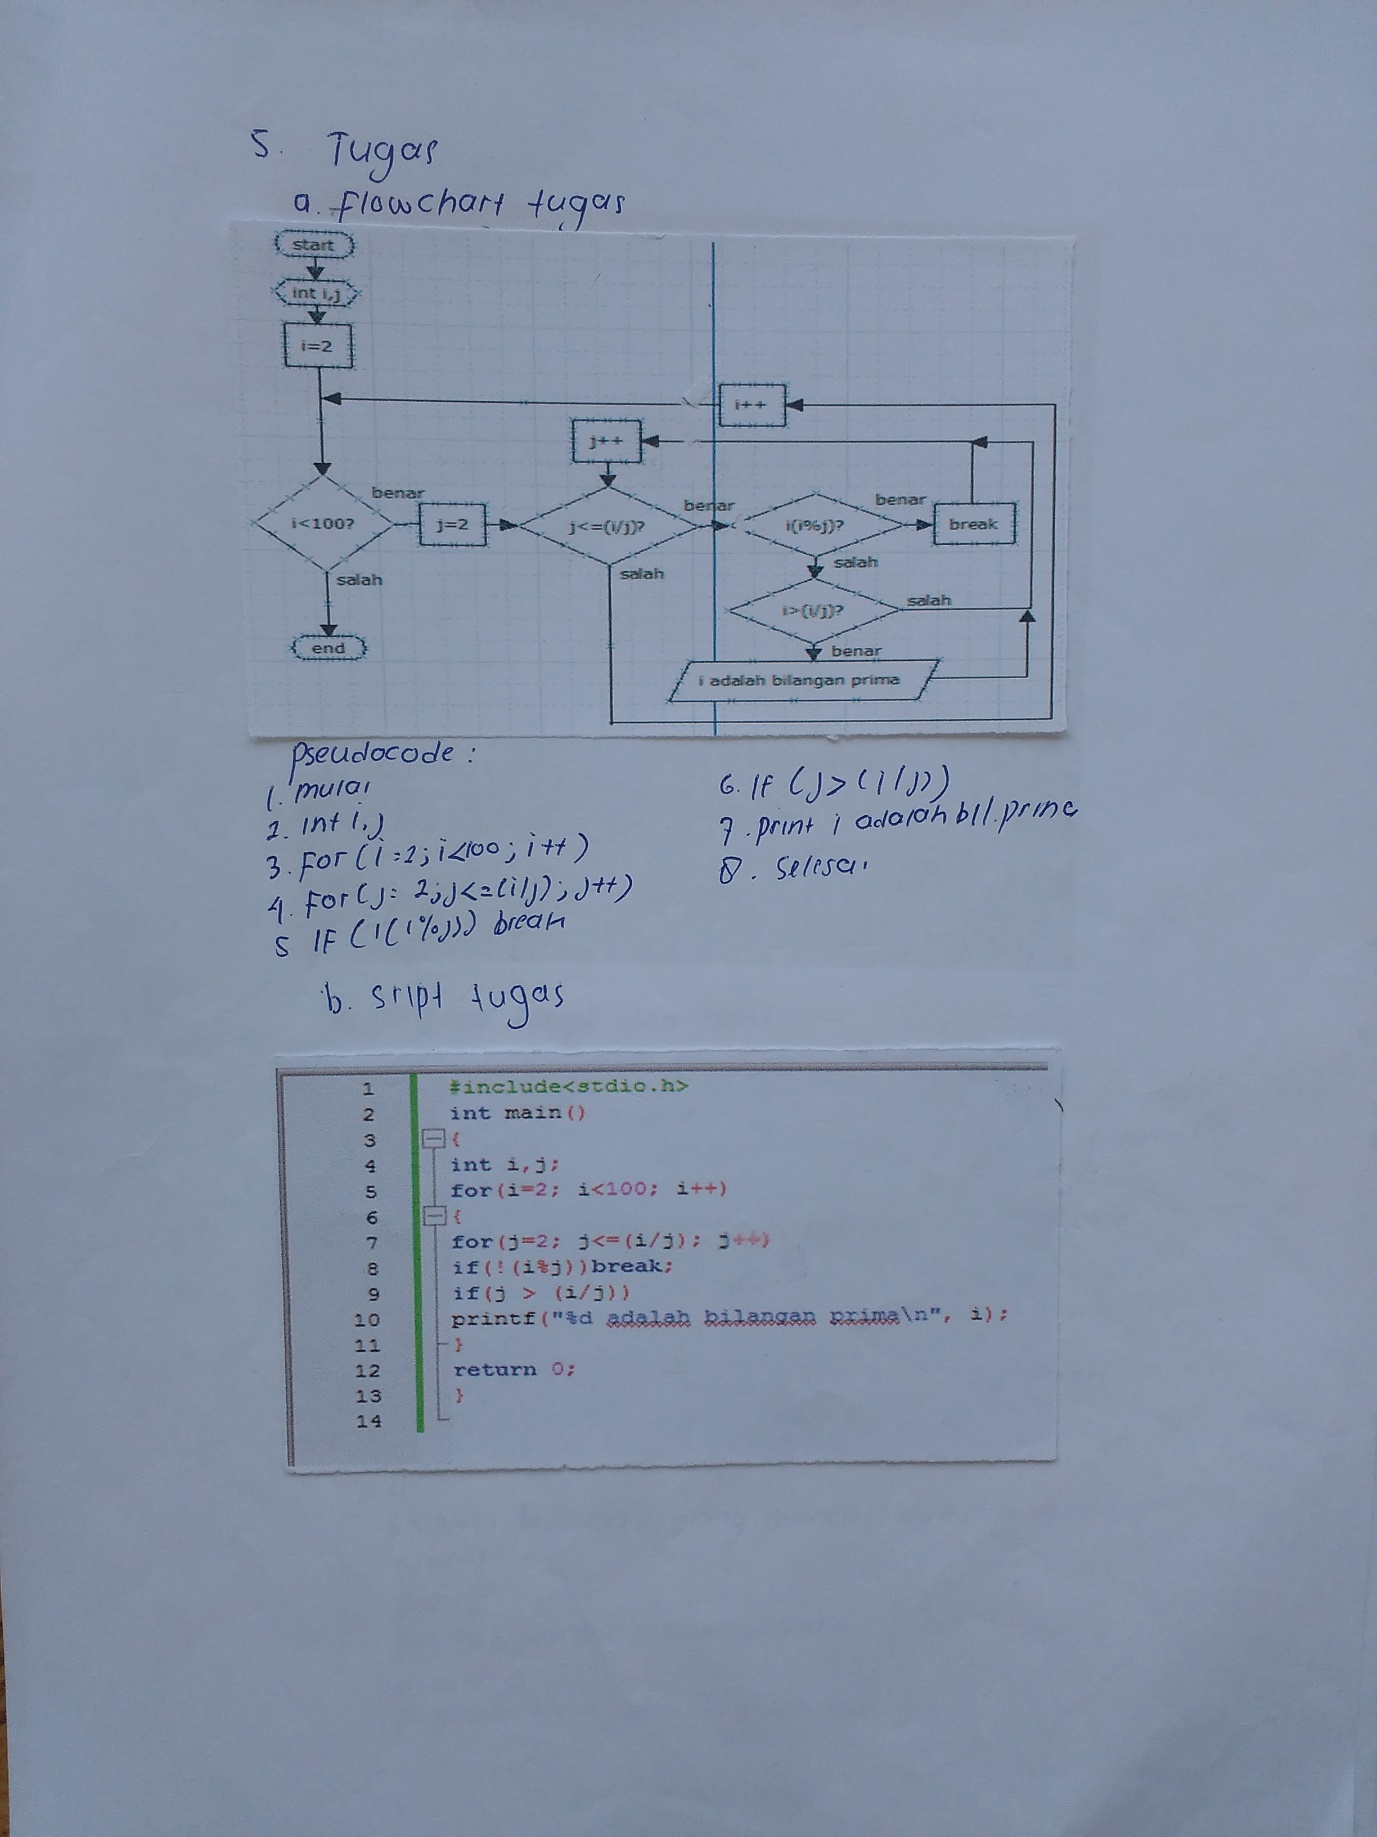 5. Tugas
a. flowchart tugas
start
int i,j
i=2
i++
j++
i<100?
benar
j=2
j<=(i/j)?
benar
i(i%j)?
benar
break
salah
salah
salah
i>(i/j)?
salah
end
benar
i adalah bilangan prima
pseudocode :
1. mulai
2. int i,j
3. for (i=2; i<100; i++)
4. for (j= 2;j<=(i/j); j++)
5 IF (!(i%j)) break
6. If (j> (i/j))
7. print i adalah bil.prima
8. selesai
b. sript tugas
1 #include<stdio.h>
2 int main()
3 {
4 int i,j;
5 for(i=2; i<100; i++)
6 {
7 for(j=2; j<=(i/j); j++)
8 if(!(i%j))break;
9 if(j > (i/j))
10 printf("%d adalah bilangan prima\n", i);
11 }
12 return 0;
13 }
14